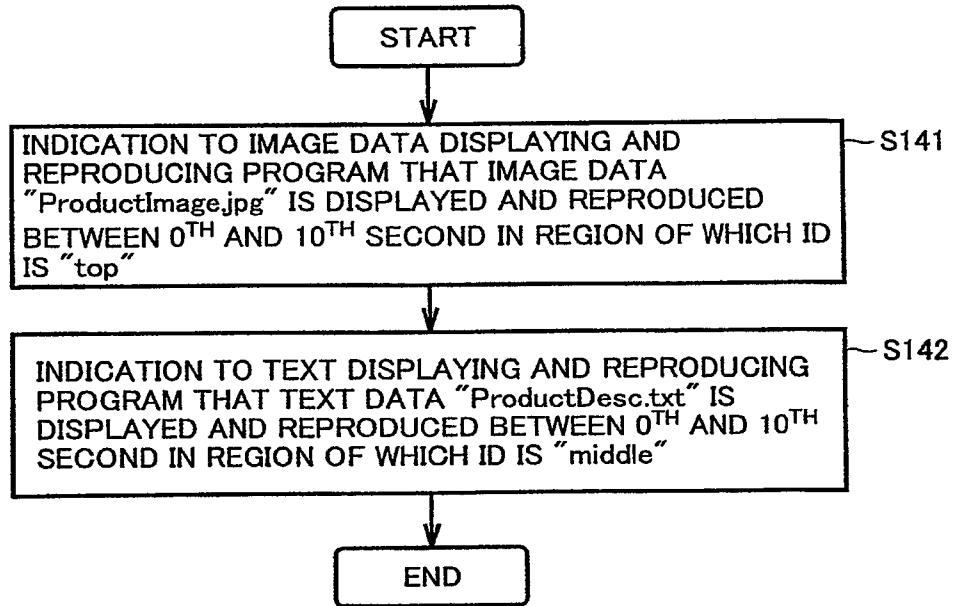 START
INDICATION TO IMAGE DATA DISPLAYING AND
REPRODUCING PROGRAM THAT IMAGE DATA
"ProductImage.jpg" IS DISPLAYED AND REPRODUCED
BETWEEN 0TH AND 10TH SECOND IN REGION OF WHICH ID
IS "top"
S141
INDICATION TO TEXT DISPLAYING AND REPRODUCING
PROGRAM THAT TEXT DATA "ProductDesc.txt" IS
DISPLAYED AND REPRODUCED BETWEEN 0TH AND 10TH
SECOND IN REGION OF WHICH ID IS "middle"
S142
END